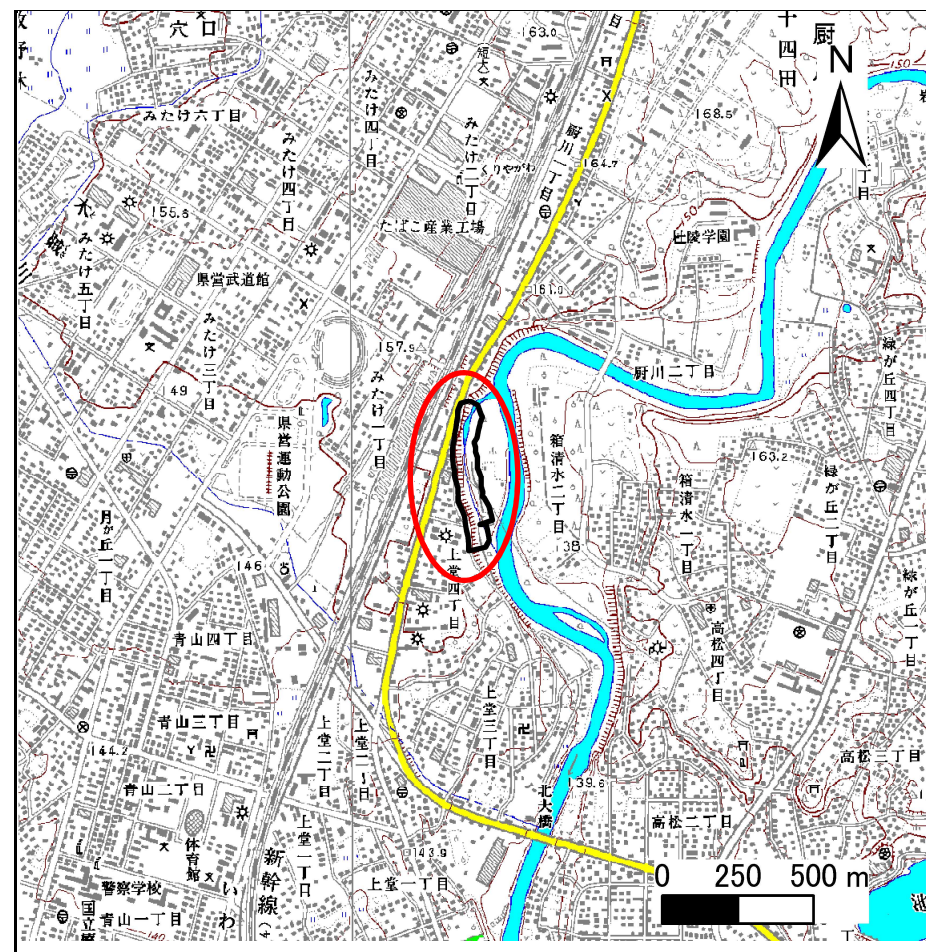 穴口
163.0
短大
十四田
厨
N
150
みたけ六丁目
みたけ四丁目
みたけ二丁目
くりやがわ
厨川一丁目
164.7
168.5
155.6
みたけ四丁目
たばこ産業工場
杜陵学園
みたけ五丁目
県営武道館
161.0
みたけ三丁目
157.9
みたけ一丁目
厨川二丁目
緑が丘四丁目
49
県営運動公園
箱清水二丁目
箱清水一丁目
163.2
緑が丘二丁目
月が丘一丁目
146
138
上堂四丁目
緑が丘一丁目
青山四丁目
高松四丁目
上堂三丁目
青山三丁目
144.2
上堂二丁目
高松三丁目
青山二丁目
139.6
北大橋
高松二丁目
体育館
新幹線
上堂一丁目
143.9
上堂一丁目
0 250 500 m
警察学校
国立
いわ
青山一丁目
140
池